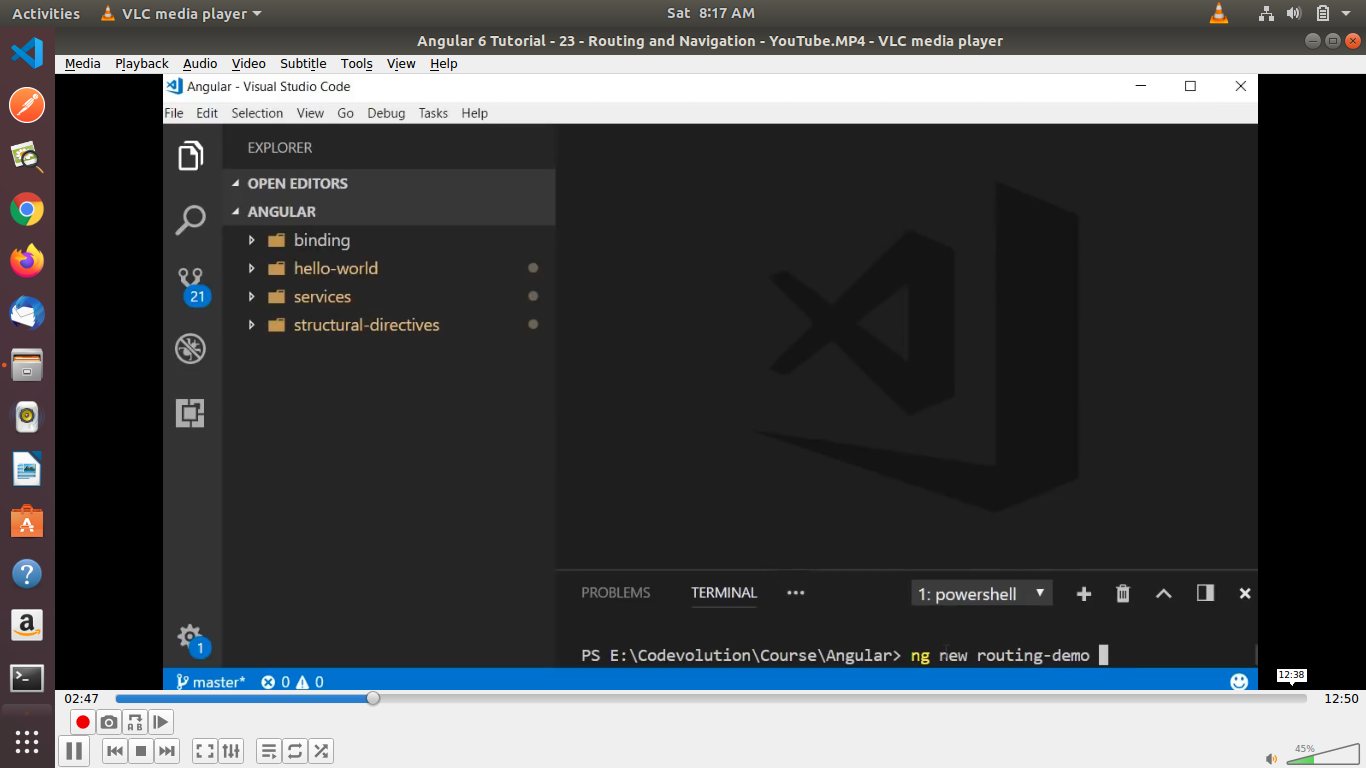 Activities VLC media player Sat 8:17 AM
Angular 6 Tutorial - 23 - Routing and Navigation - YouTube.MP4 - VLC media player
Media Playback Audio Video Subtitle Tools View Help
Angular - Visual Studio Code
File Edit Selection View Go Debug Tasks Help
EXPLORER
OPEN EDITORS
ANGULAR
binding
hello-world
services
structural-directives
21
1
PROBLEMS TERMINAL ••• 1: powershell
PS E:\Codevolution\Course\Angular> ng new routing-demo
master* 0 0
12:38
02:47 12:50
A B
45%